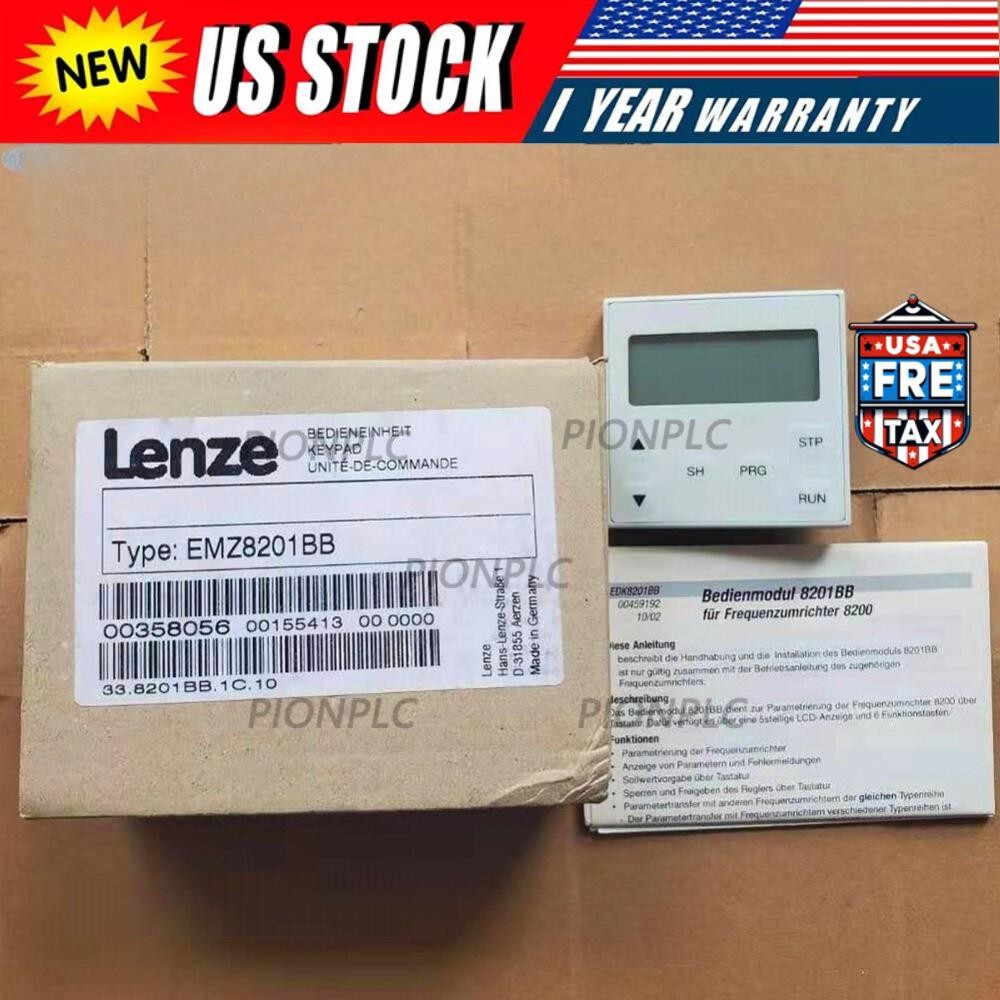 NEW
US STOCK
1 YEAR WARRANTY
USA
FRE
TAX
Lenze
BEDIENEINHEIT
KEYPAD
UNITÉ-DE-COMMANDE
Type: EMZ8201BB
00358056 00155413 00 0000
33.8201BB.1C.10
Lenze
Hans-Lenze-Straße 1
D-31855 Aerzen
Made in Germany
STP
SH PRG
RUN
EDK8201BB
00459192
10/02
Bedienmodul 8201BB
für Frequenzumrichter 8200
Diese Anleitung
beschreibt die Handhabung und die Installation des Bedienmoduls 8201BB
ist nur gültig zusammen mit der Betriebsanleitung des zugehörigen
Frequenzumrichters.
Beschreibung
Das Bedienmodul 8201BB dient zur Parametrierung der Frequenzumrichter 8200 über
Tastatur. Dafür verfügt es über eine 5stellige LCD-Anzeige und 6 Funktionstasten.
Funktionen
• Parametrierung der Frequenzumrichter
• Anzeige von Parametern und Fehlermeldungen
• Sollwertvorgabe über Tastatur
• Sperren und Freigeben des Reglers über Tastatur
• Parametertransfer mit anderen Frequenzumrichtern der gleichen Typenreihe
- Der Parametertransfer mit Frequenzumrichtern verschiedener Typenreihen ist
PIONPLC
PIONPLC
PIONPLC
PIONPLC
PIONPLC